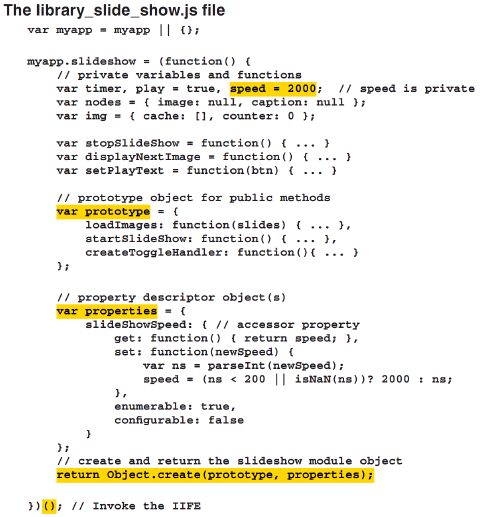 The library_slide_show.js file
var myapp = myapp || {};
myapp.slideshow = (function() {
// private variables and functions
var timer, play = true, speed = 2000;  // speed is private
var nodes = { image: null, caption: null };
var img = { cache: [], counter: 0 };
var stopSlideShow = function() { ... }
var displayNextImage = function() { ... }
var setPlayText = function(btn) { ... }
// prototype object for public methods
var prototype = {
loadImages: function(slides) { ... },
startSlideShow: function() { ... },
createToggleHandler: function(){ ... }
};
// property descriptor object(s)
var properties = {
slideShowSpeed: { // accessor property
get: function() { return speed; },
set: function(newSpeed) {
var ns = parseInt(newSpeed);
speed = (ns < 200 || isNaN(ns))? 2000 : ns;
},
enumerable: true,
configurable: false
}
};
// create and return the slideshow module object
return Object.create(prototype, properties);
})(); // Invoke the IIFE